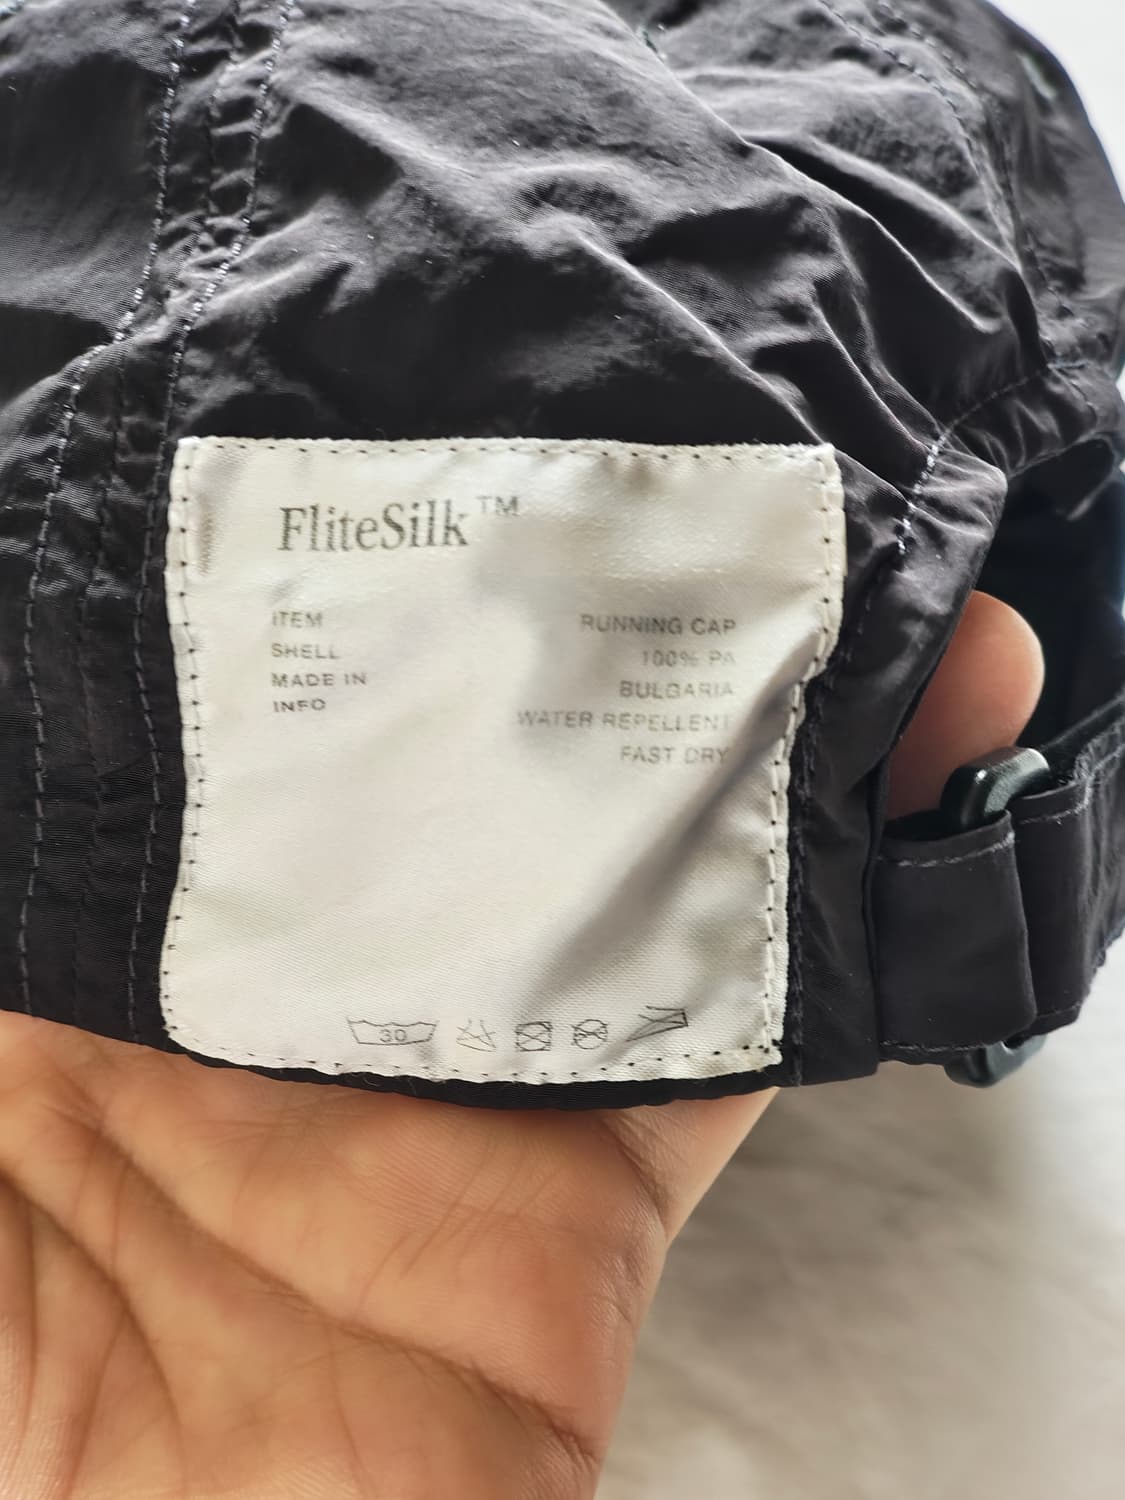 FliteSilk™
ITEM RUNNING CAP
SHELL 100% PA
MADE IN BULGARIA
INFO WATER REPELLENT
FAST DRY
30